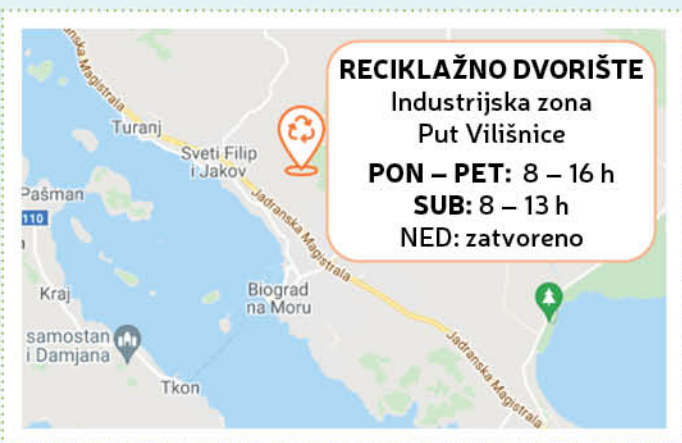 RECIKLAŽNO DVORIŠTE
Industrijska zona
Put Vilišnice
PON – PET: 8 – 16 h
SUB: 8 – 13 h
NED: zatvoreno
Magistrala
Turanj
Sveti Filip
i Jakov
Pašman
110
Jadranska Magistrala
Kraj
Biograd
na Moru
samostan
i Damjana
Tkon
Jadranska Magistrala